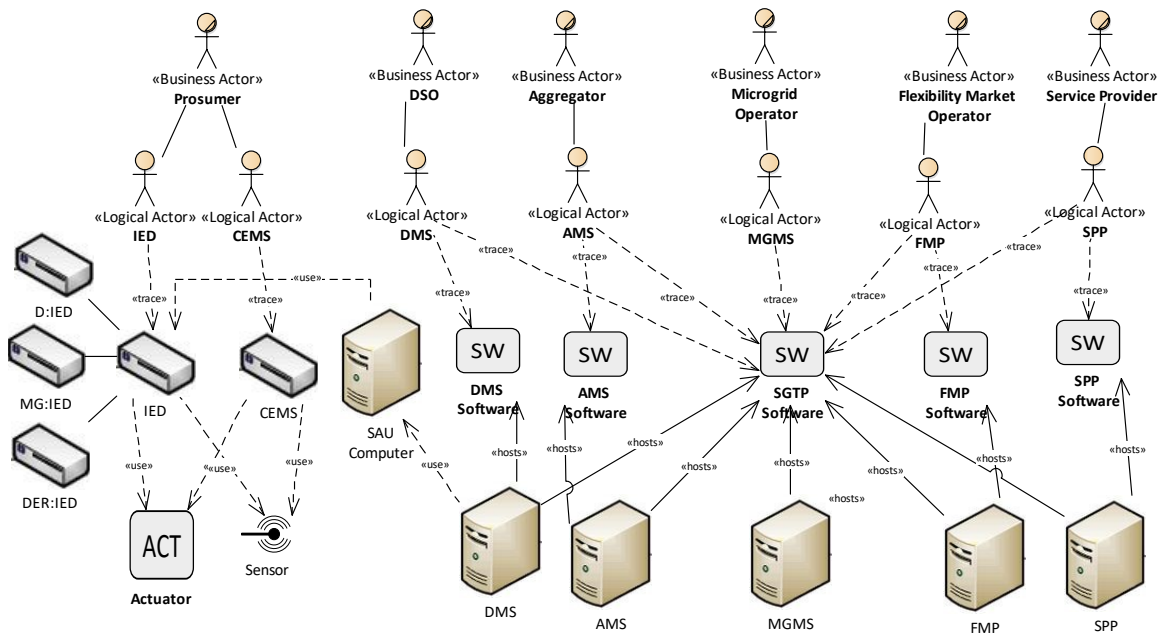 «Business Actor»
Prosumer
«Business Actor»
DSO
«Business Actor»
Aggregator
«Business Actor»
Microgrid
Operator
«Business Actor»
Flexibility Market
Operator
«Business Actor»
Service Provider
«Logical Actor»
IED
«Logical Actor»
CEMS
«Logical Actor»
DMS
«Logical Actor»
AMS
«Logical Actor»
MGMS
«Logical Actor»
FMP
«Logical Actor»
SPP
«trace»
«trace»
«use»
«trace»
«trace»
«trace»
«trace»
«trace»
«trace»
«trace»
«trace»
«trace»
D:IED
MG:IED
DER:IED
IED
CEMS
SAU
Computer
SW
DMS
Software
SW
AMS
Software
SW
SGTP
Software
SW
FMP
Software
SW
SPP
Software
«use»
«use»
«use»
«use»
«hosts»
«hosts»
«hosts»
«hosts»
«hosts»
«hosts»
«hosts»
«hosts»
«hosts»
ACT
Actuator
Sensor
DMS
AMS
MGMS
FMP
SPP